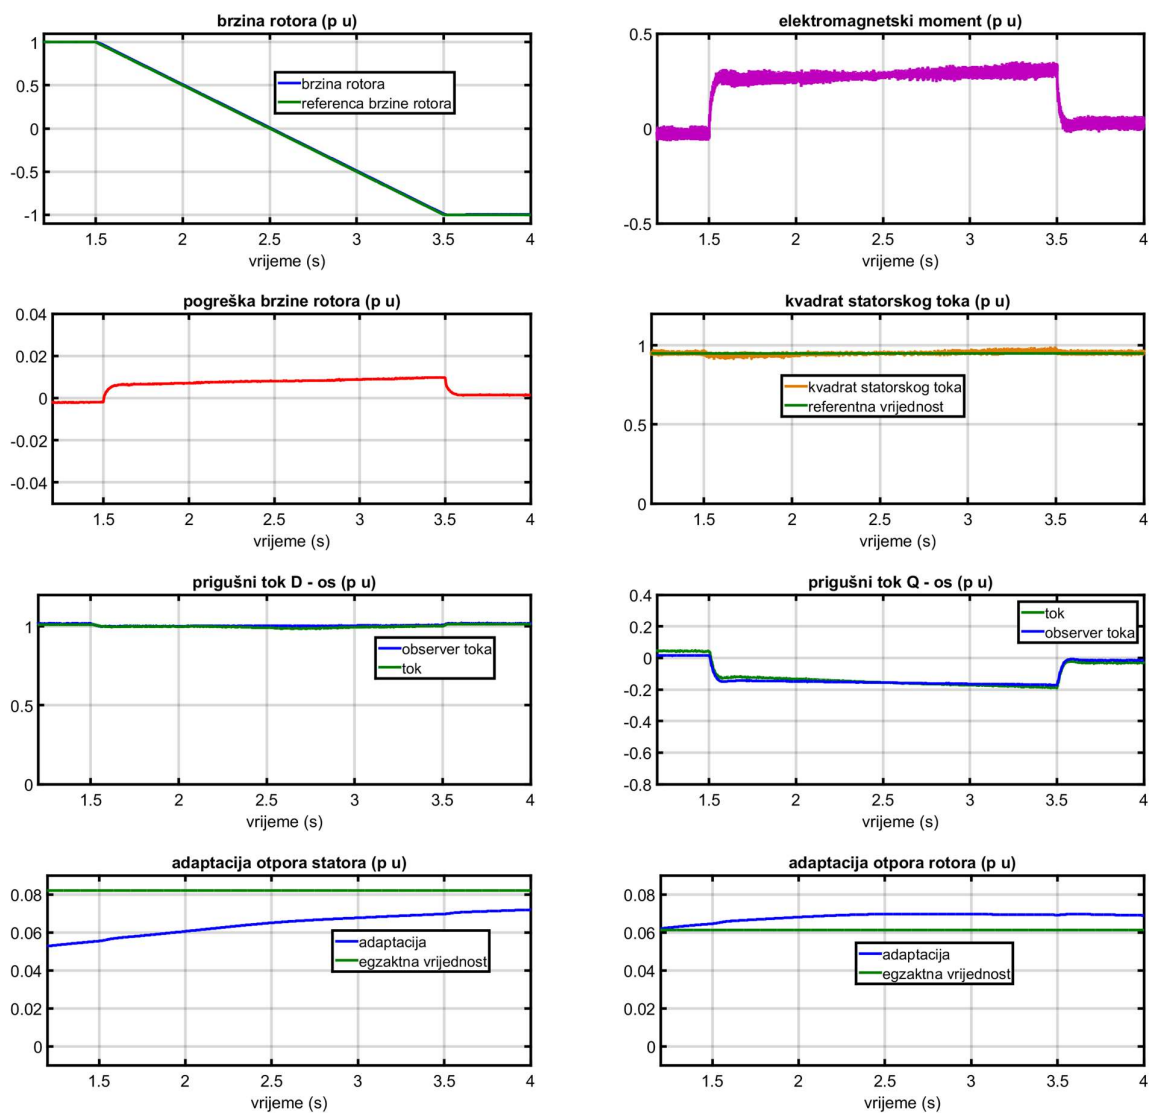 brzina rotora (p u)
1
0.5
0
-0.5
-1
brzina rotora
referenca brzine rotora
1.5 2 2.5 3 3.5 4
vrijeme (s)
elektromagnetski moment (p u)
0.5
0
-0.5
1.5 2 2.5 3 3.5 4
vrijeme (s)
pogreška brzine rotora (p u)
0.04
0.02
0
-0.02
-0.04
1.5 2 2.5 3 3.5 4
vrijeme (s)
kvadrat statorskog toka (p u)
1
0.5
0
kvadrat statorskog toka
referentna vrijednost
1.5 2 2.5 3 3.5 4
vrijeme (s)
prigušni tok D - os (p u)
1
0.5
0
observer toka
tok
1.5 2 2.5 3 3.5 4
vrijeme (s)
prigušni tok Q - os (p u)
0.4
0.2
0
-0.2
-0.4
-0.6
-0.8
tok
observer toka
1.5 2 2.5 3 3.5 4
vrijeme (s)
adaptacija otpora statora (p u)
0.08
0.06
0.04
0.02
0
adaptacija
egzaktna vrijednost
1.5 2 2.5 3 3.5 4
vrijeme (s)
adaptacija otpora rotora (p u)
0.08
0.06
0.04
0.02
0
adaptacija
egzaktna vrijednost
1.5 2 2.5 3 3.5 4
vrijeme (s)